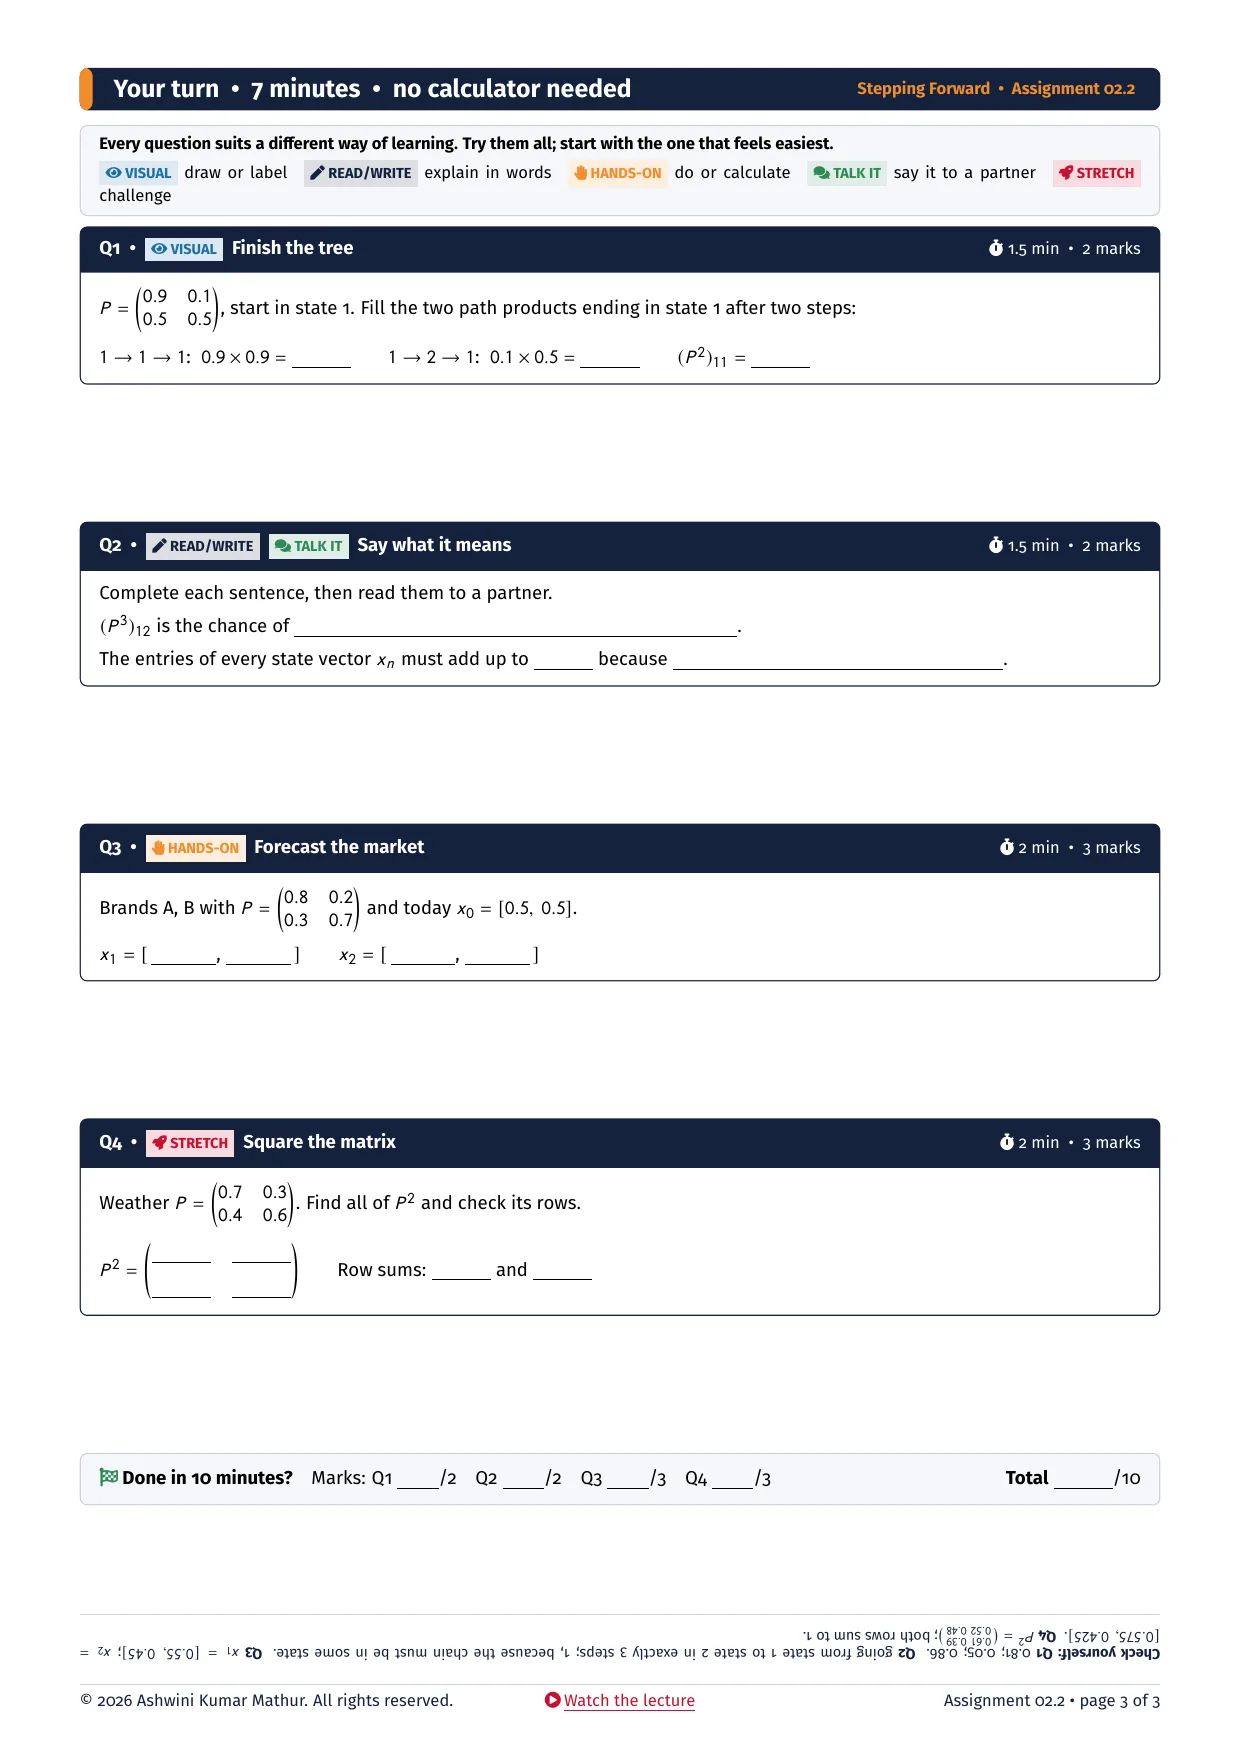 Your turn • 7 minutes • no calculator needed
Stepping Forward • Assignment 02.2
Every question suits a different way of learning. Try them all; start with the one that feels easiest.
VISUAL draw or label READ/WRITE explain in words HANDS-ON do or calculate TALK IT say it to a partner STRETCH
challenge
Q1 • VISUAL Finish the tree 1.5 min • 2 marks
P = (0.9 0.1
0.5 0.5), start in state 1. Fill the two path products ending in state 1 after two steps:
1 → 1 → 1: 0.9 × 0.9 = ______ 1 → 2 → 1: 0.1 × 0.5 = ______ (P²)₁₁ = ______
Q2 • READ/WRITE TALK IT Say what it means 1.5 min • 2 marks
Complete each sentence, then read them to a partner.
(P³)₁₂ is the chance of ______.
The entries of every state vector xₙ must add up to ______ because ______.
Q3 • HANDS-ON Forecast the market 2 min • 3 marks
Brands A, B with P = (0.8 0.2
0.3 0.7) and today x₀ = [0.5, 0.5].
x₁ = [ ______, ______ ] x₂ = [ ______, ______ ]
Q4 • STRETCH Square the matrix 2 min • 3 marks
Weather P = (0.7 0.3
0.4 0.6). Find all of P² and check its rows.
P² = (______ ______
______ ______) Row sums: ______ and ______
Done in 10 minutes? Marks: Q1 ____/2 Q2 ____/2 Q3 ____/3 Q4 ____/3 Total ______/10
Check yourself: Q1 0.81; 0.05; 0.86. Q2 going from state 1 to state 2 in exactly 3 steps; 1, because the chain must be in some state. Q3 x₁ = [0.55, 0.45]; x₂ =
[0.575, 0.425]. Q4 P² = (0.61 0.39
0.52 0.48); both rows sum to 1.
© 2026 Ashwini Kumar Mathur. All rights reserved. Watch the lecture Assignment 02.2 • page 3 of 3